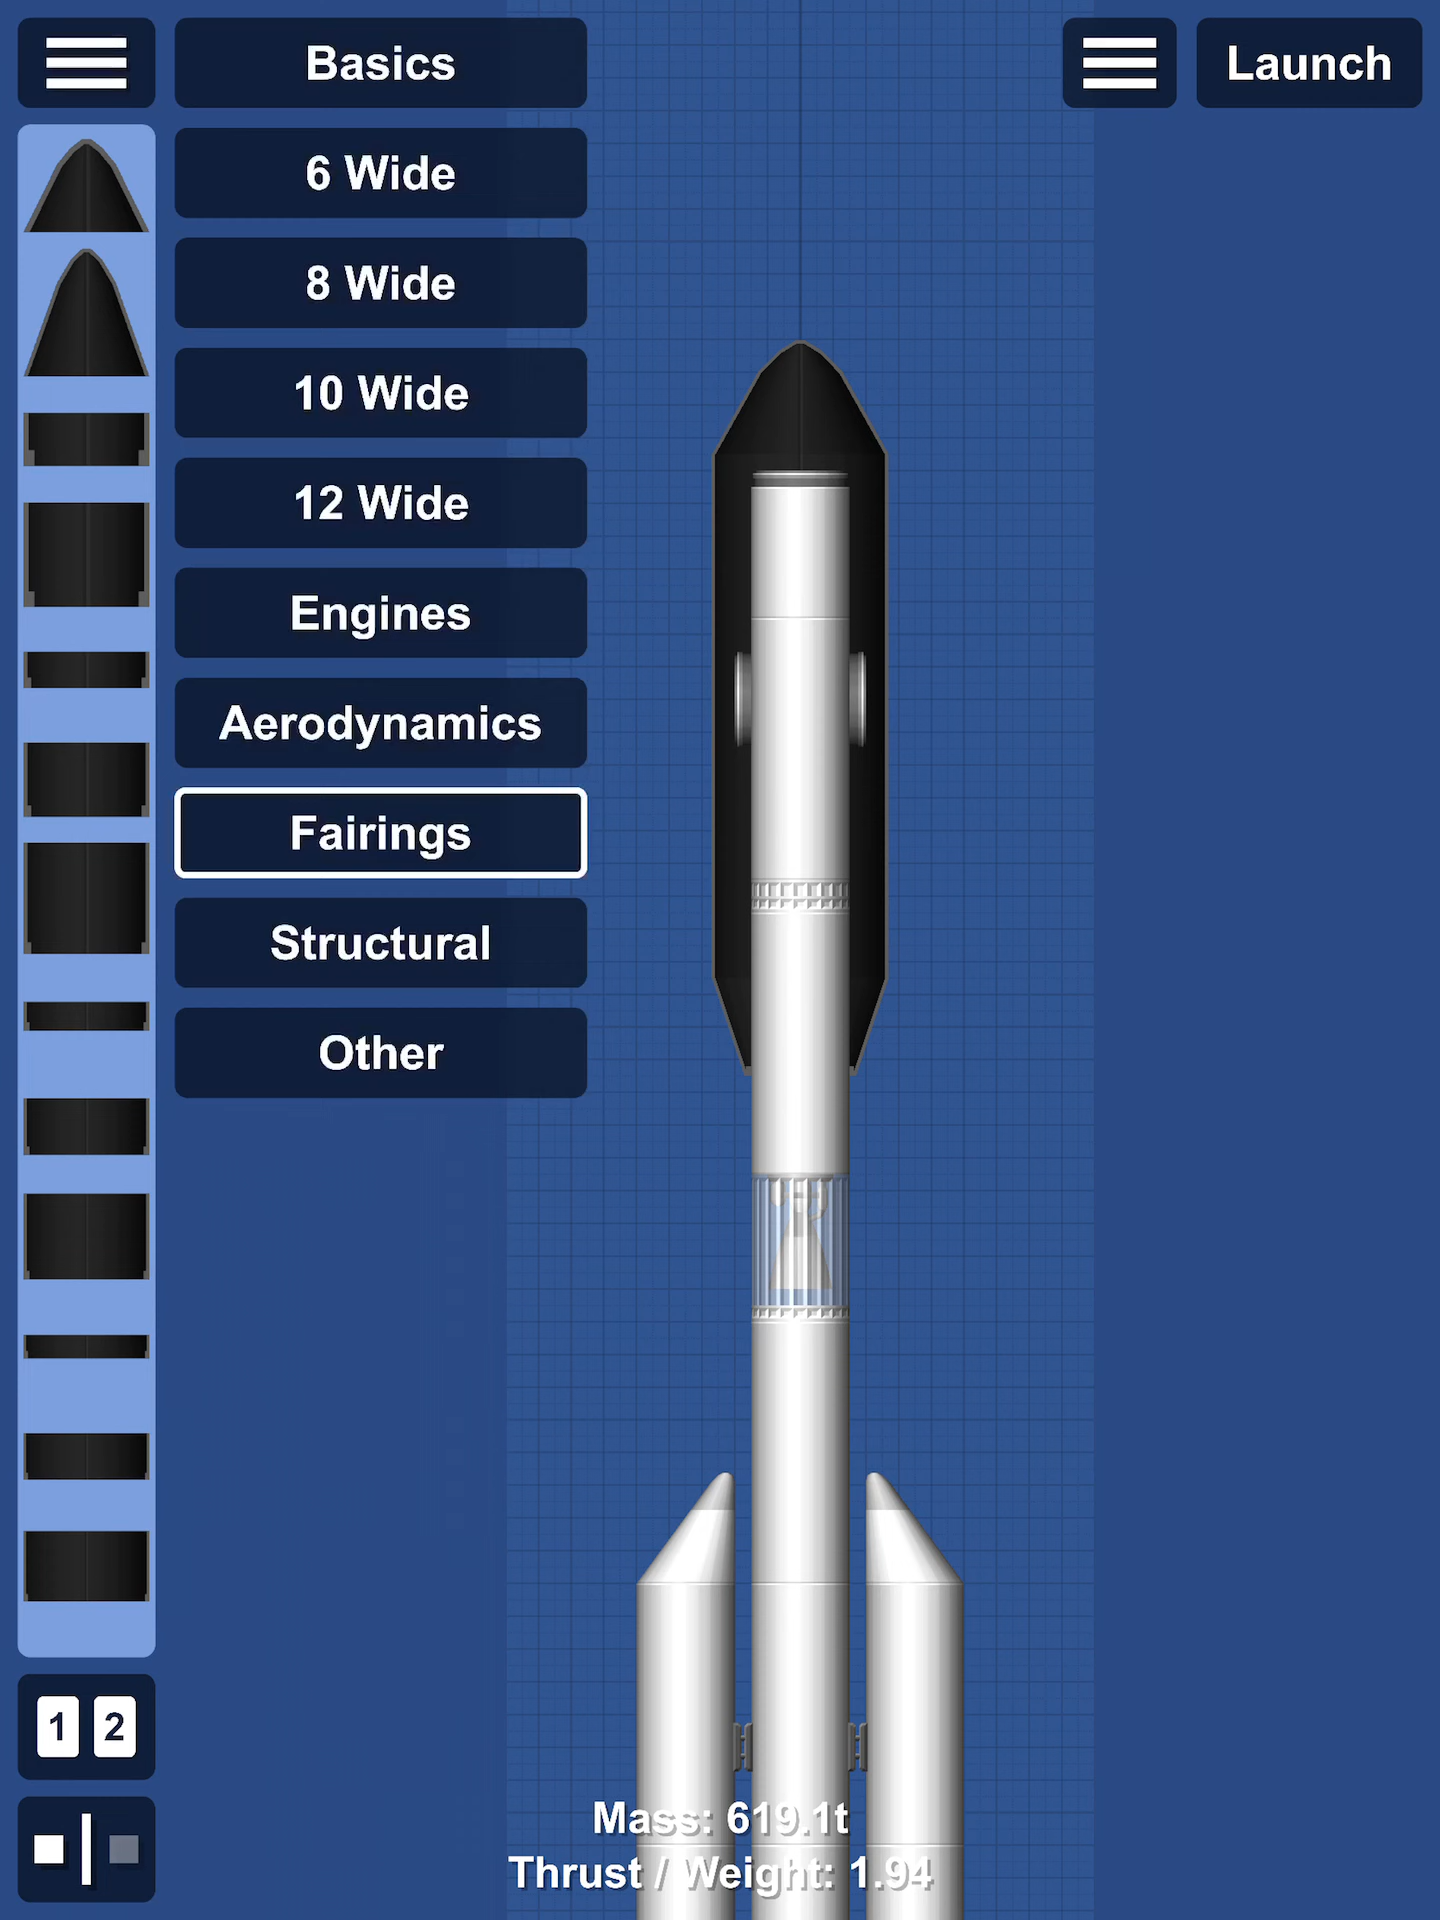 Basics
Launch
6 Wide
8 Wide
10 Wide
12 Wide
Engines
Aerodynamics
Fairings
Structural
Other
1 2
Mass: 619.1t
Thrust / Weight: 1.94